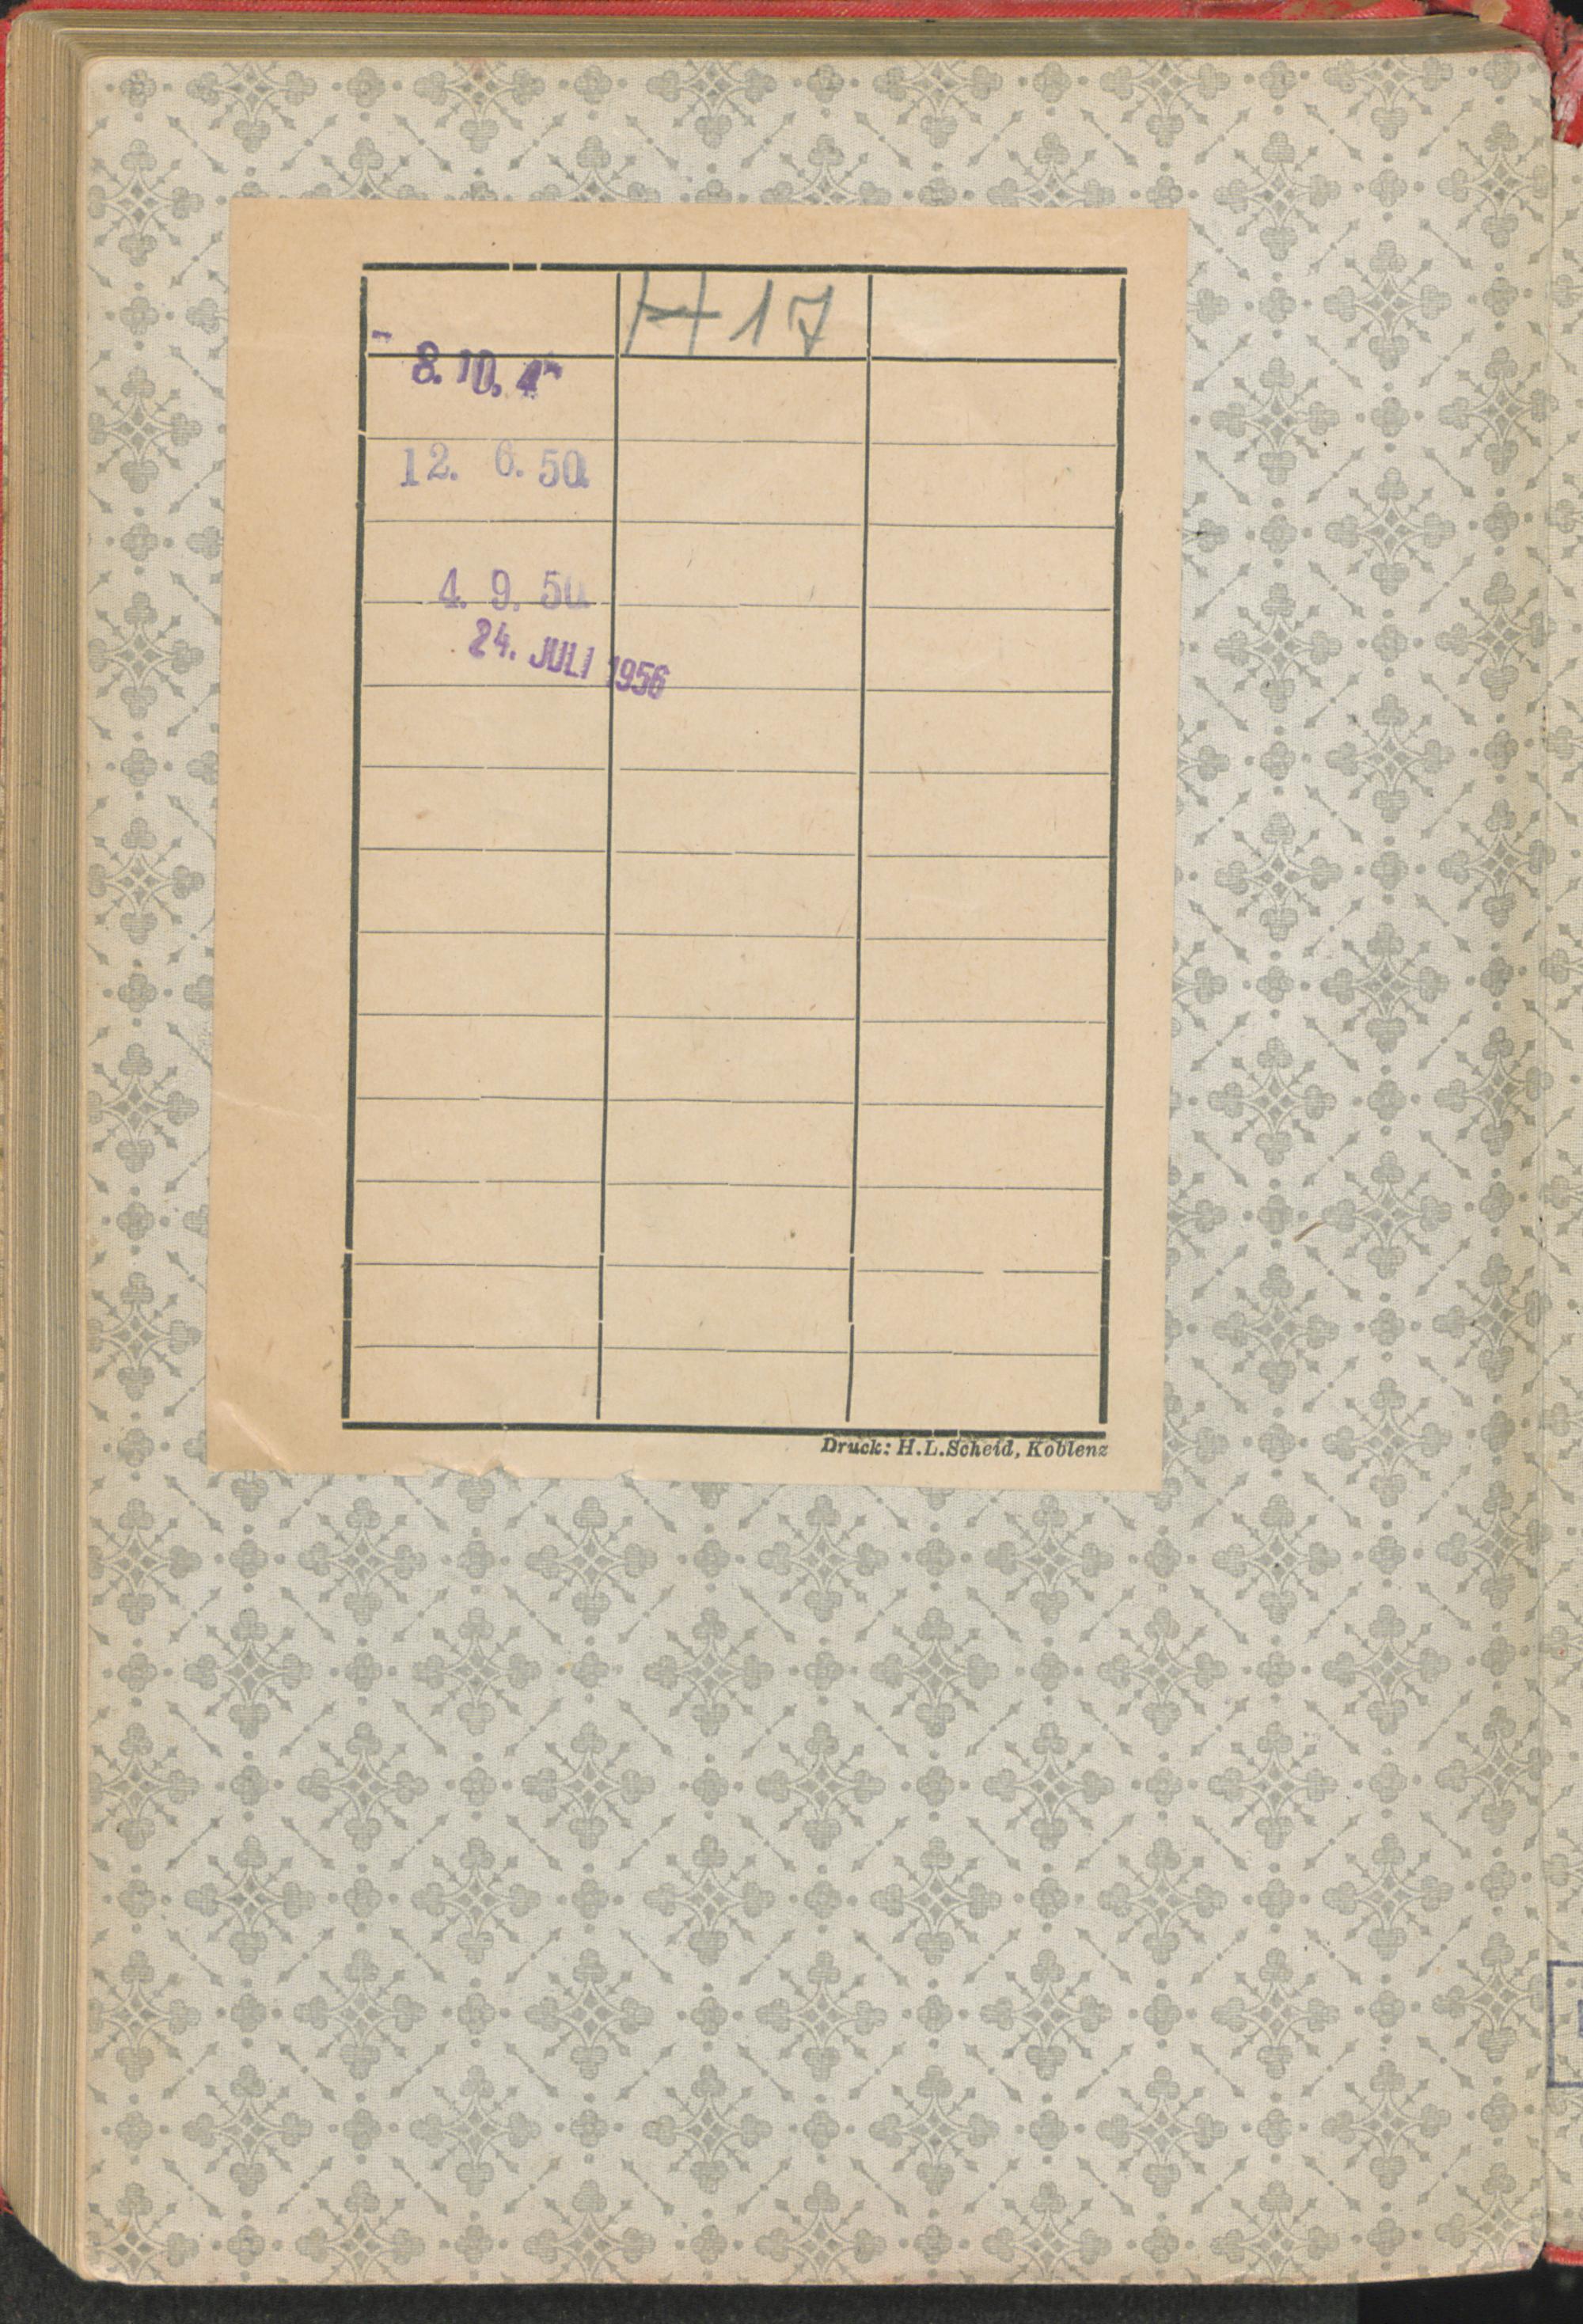 H 17
8. 10. 4
12. 6. 50
4. 9. 50
24. JULI 1956
Druck: H.L.Scheid, Koblenz